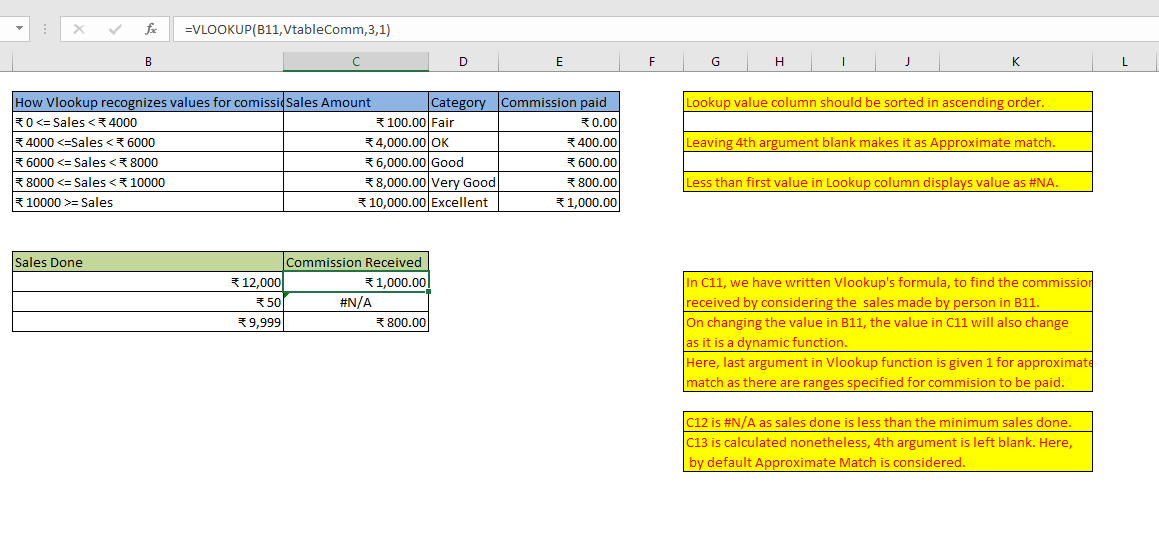 fx =VLOOKUP(B11,VtableComm,3,1)
B C D E F G H I J K L
How Vlookup recognizes values for comissi Sales Amount Category Commission paid
₹ 0 <= Sales < ₹ 4000 ₹ 100.00 Fair ₹ 0.00
₹ 4000 <=Sales < ₹ 6000 ₹ 4,000.00 OK ₹ 400.00
₹ 6000 <= Sales < ₹ 8000 ₹ 6,000.00 Good ₹ 600.00
₹ 8000 <= Sales < ₹ 10000 ₹ 8,000.00 Very Good ₹ 800.00
₹ 10000 >= Sales ₹ 10,000.00 Excellent ₹ 1,000.00
Lookup value column should be sorted in ascending order.
Leaving 4th argument blank makes it as Approximate match.
Less than first value in Lookup column displays value as #NA.
Sales Done Commission Received
₹ 12,000 ₹ 1,000.00
₹ 50 #N/A
₹ 9,999 ₹ 800.00
In C11, we have written Vlookup's formula, to find the commission
received by considering the sales made by person in B11.
On changing the value in B11, the value in C11 will also change
as it is a dynamic function.
Here, last argument in Vlookup function is given 1 for approximate
match as there are ranges specified for commision to be paid.
C12 is #N/A as sales done is less than the minimum sales done.
C13 is calculated nonetheless, 4th argument is left blank. Here,
by default Approximate Match is considered.